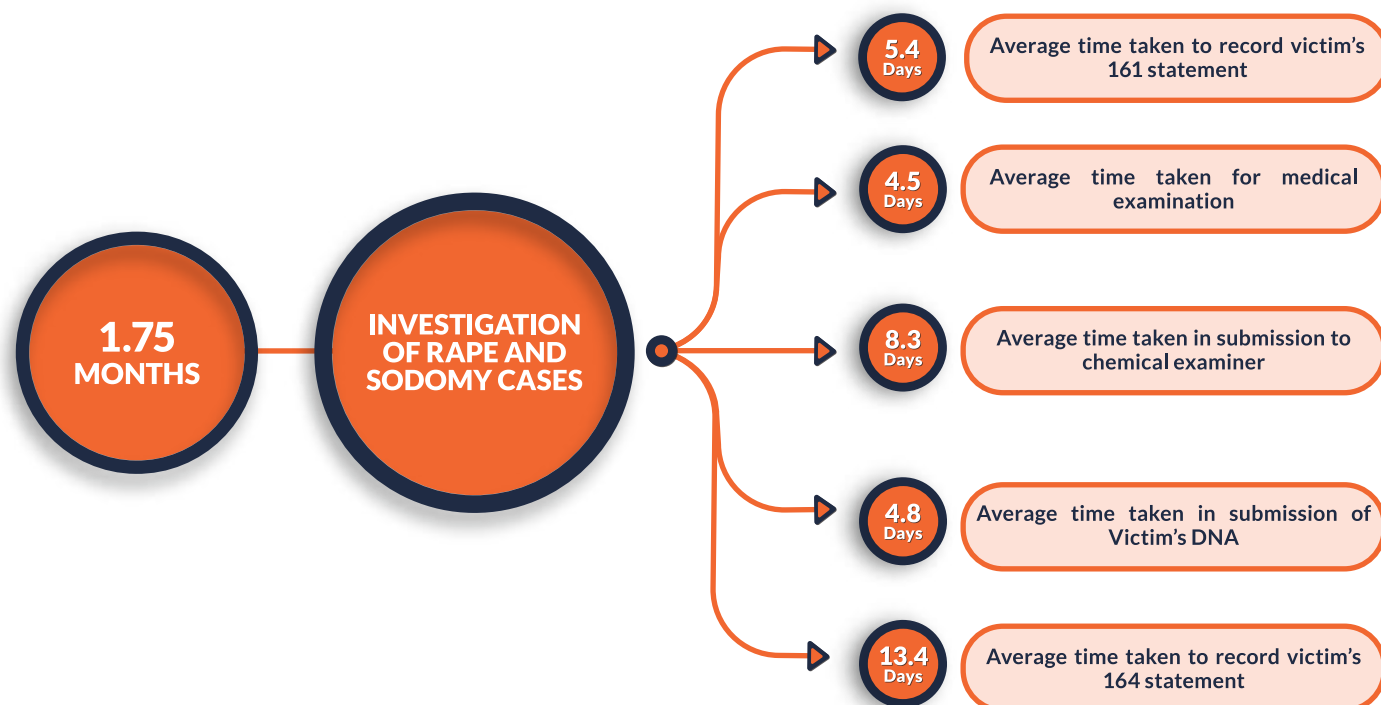 1.75
MONTHS
INVESTIGATION
OF RAPE AND
SODOMY CASES
5.4
Days
Average time taken to record victim's
161 statement
4.5
Days
Average time taken for medical
examination
8.3
Days
Average time taken in submission to
chemical examiner
4.8
Days
Average time taken in submission of
Victim's DNA
13.4
Days
Average time taken to record victim's
164 statement